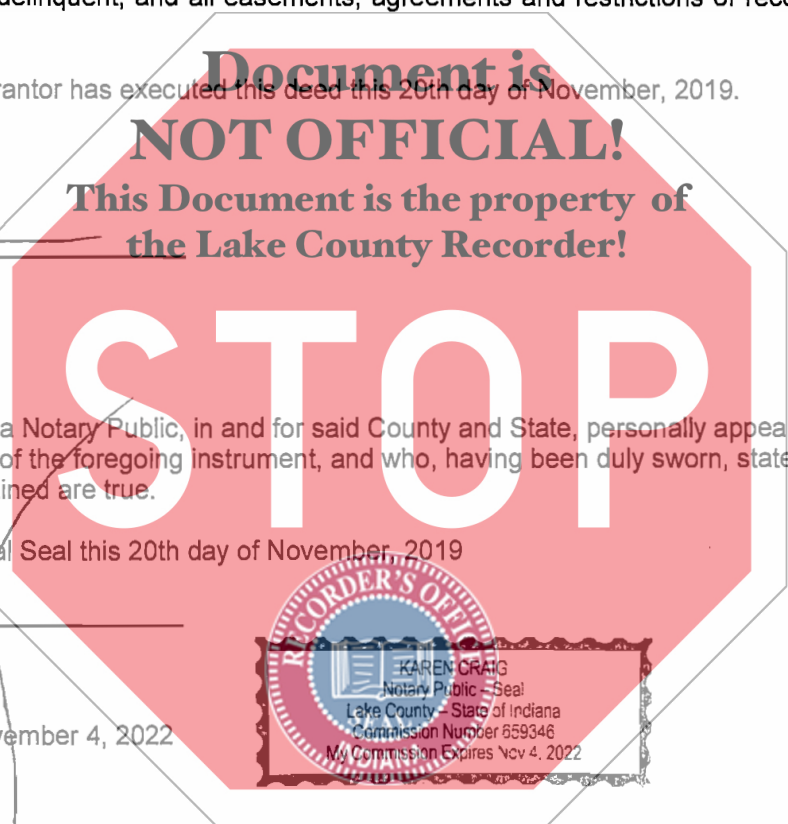 delinquent, and all easements, agreements and restrictions of reco
Document is
rantor has executed this deed this 20th day of November, 2019.
NOT OFFICIAL!
This Document is the property of
the Lake County Recorder!
STOP
a Notary Public, in and for said County and State, personally appea
of the foregoing instrument, and who, having been duly sworn, state
ined are true.
al Seal this 20th day of November, 2019
RECORDER'S OFFICE
SEAL
INDIANA
KAREN CRAIG
Notary Public – Seal
Lake County – State of Indiana
Commission Number 659346
My Commission Expires Nov 4, 2022
vember 4, 2022